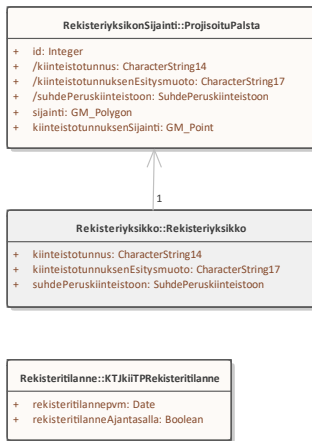 RekisteriyksikonSijainti::ProjisoituPalsta
+ id: Integer
+ /kiinteistotunnus: CharacterString14
+ /kiinteistotunnuksenEsitysmuoto: CharacterString17
+ /suhdePeruskiinteistoon: SuhdePeruskiinteistoon
+ sijainti: GM_Polygon
+ kiinteistotunnuksenSijainti: GM_Point
1
Rekisteriyksikko::Rekisteriyksikko
+ kiinteistotunnus: CharacterString14
+ kiinteistotunnuksenEsitysmuoto: CharacterString17
+ suhdePeruskiinteistoon: SuhdePeruskiinteistoon
Rekisteritilanne::KTJkiiTPRekisteritilanne
+ rekisteritilannepvm: Date
+ rekisteritilanneAjantasalla: Boolean